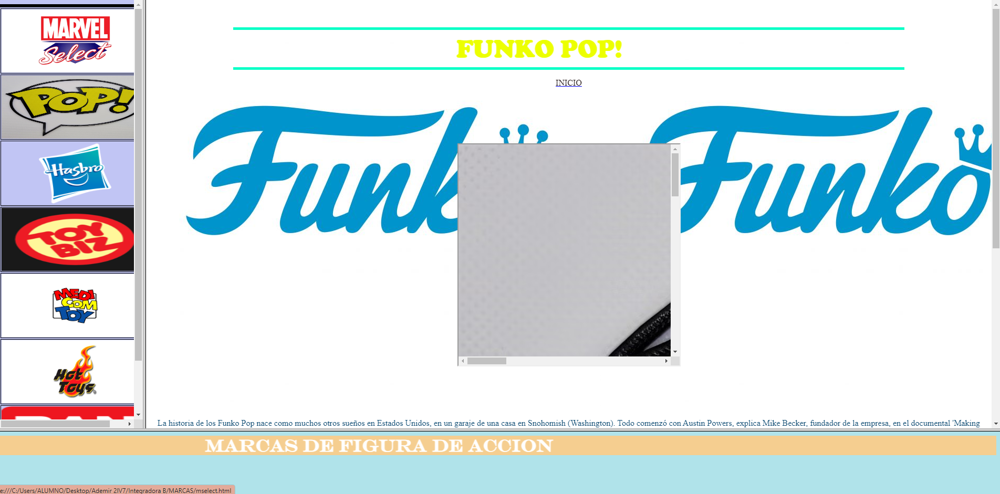 MARVEL
Select
POP!
Hasbro
TOY
BIZ
MEDI
COM
TOY
Hot
Toys
FUNKO POP!
INICIO
Funko Funko
La historia de los Funko Pop nace como muchos otros sueños en Estados Unidos, en un garaje de una casa en Snohomish (Washington). Todo comenzó con Austin Powers, explica Mike Becker, fundador de la empresa, en el documental 'Making
MARCAS DE FIGURA DE ACCION
e:///C:/Users/ALUMNO/Desktop/Ademir 2IV7/Integradora B/MARCAS/mselect.html